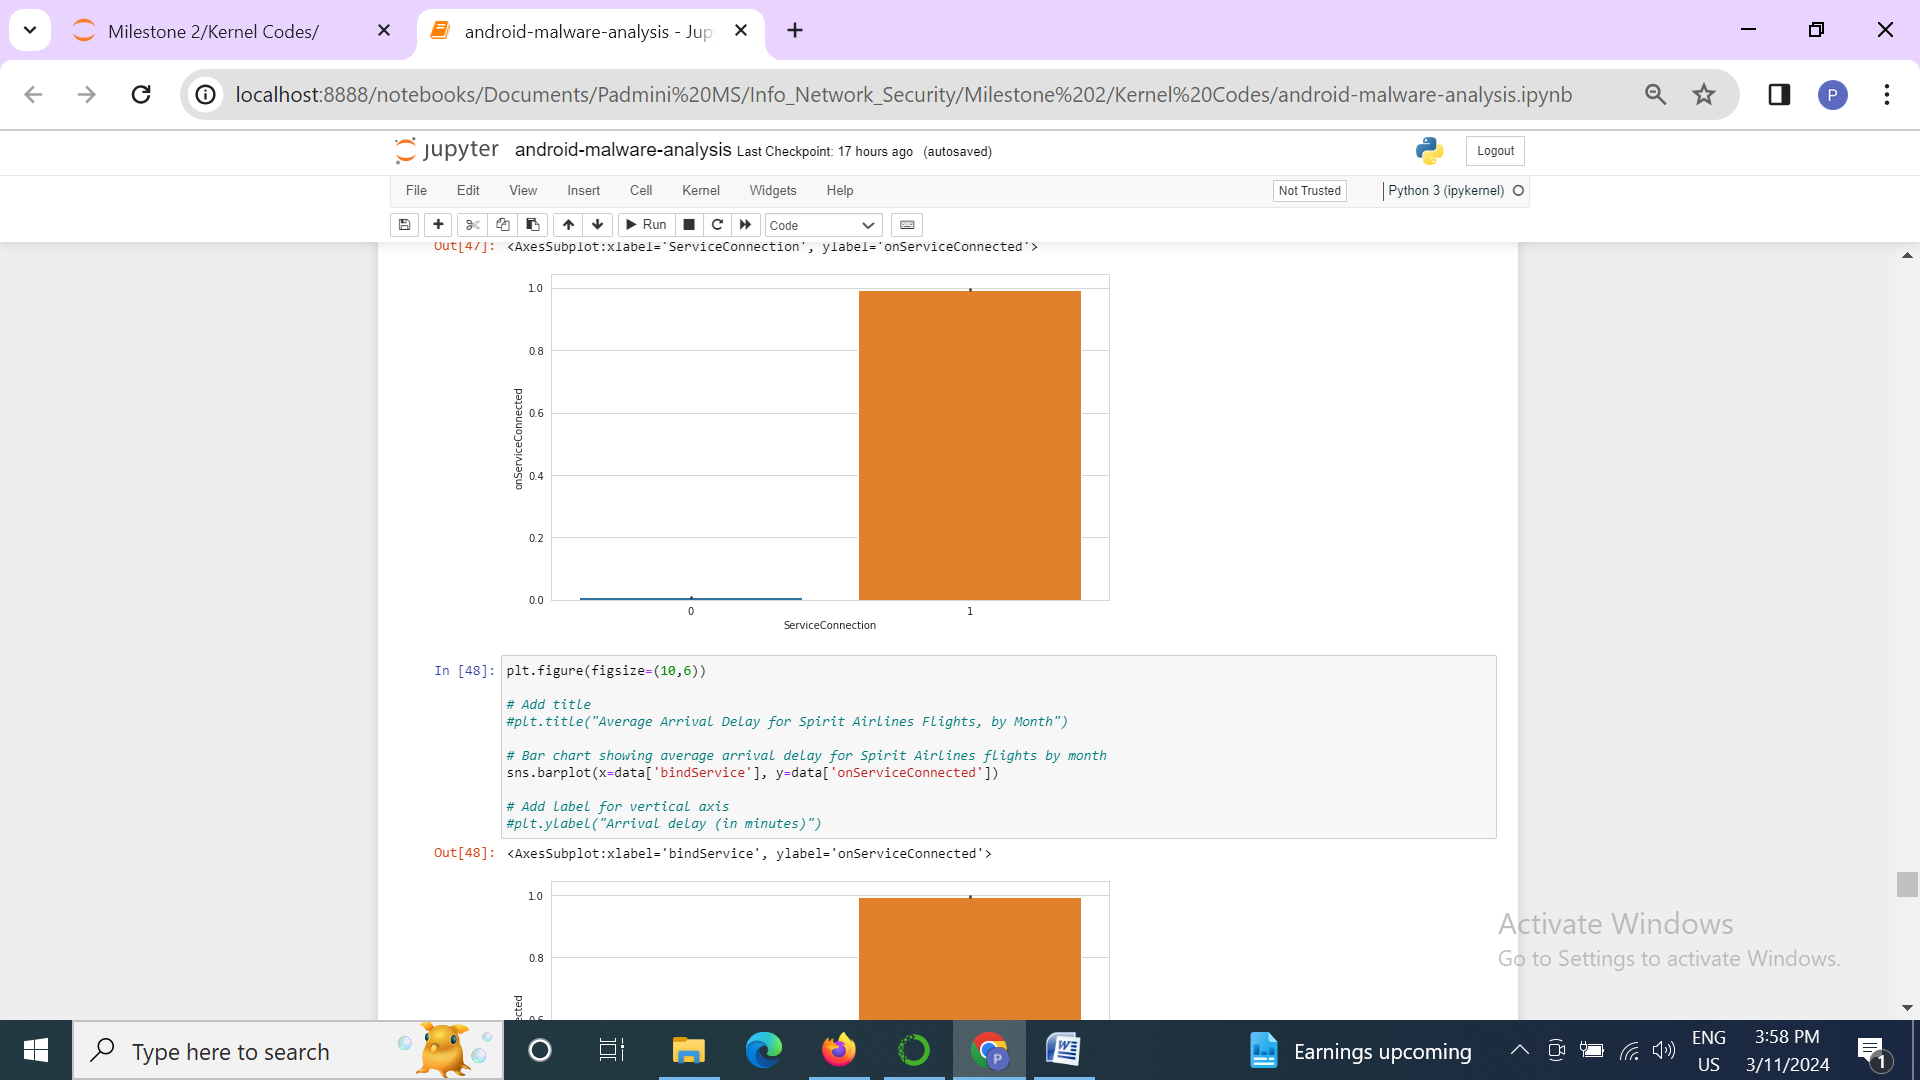 Milestone 2/Kernel Codes/
android-malware-analysis - Jup
localhost:8888/notebooks/Documents/Padmini%20MS/Info_Network_Security/Milestone%202/Kernel%20Codes/android-malware-analysis.ipynb
P
jupyter android-malware-analysis Last Checkpoint: 17 hours ago (autosaved)
Logout
File Edit View Insert Cell Kernel Widgets Help
Not Trusted
Python 3 (ipykernel)
Run
Code
Out[47]: <AxesSubplot:xlabel='ServiceConnection', ylabel='onServiceConnected'>
1.0
0.8
0.6
0.4
0.2
0.0
onServiceConnected
0 1
ServiceConnection
In [48]: plt.figure(figsize=(10,6))
# Add title
#plt.title("Average Arrival Delay for Spirit Airlines Flights, by Month")
# Bar chart showing average arrival delay for Spirit Airlines flights by month
sns.barplot(x=data['bindService'], y=data['onServiceConnected'])
# Add label for vertical axis
#plt.ylabel("Arrival delay (in minutes)")
Out[48]: <AxesSubplot:xlabel='bindService', ylabel='onServiceConnected'>
1.0
0.8
0.6
Activate Windows
Go to Settings to activate Windows.
Type here to search
P
Earnings upcoming
ENG
US
3:58 PM
3/11/2024
1